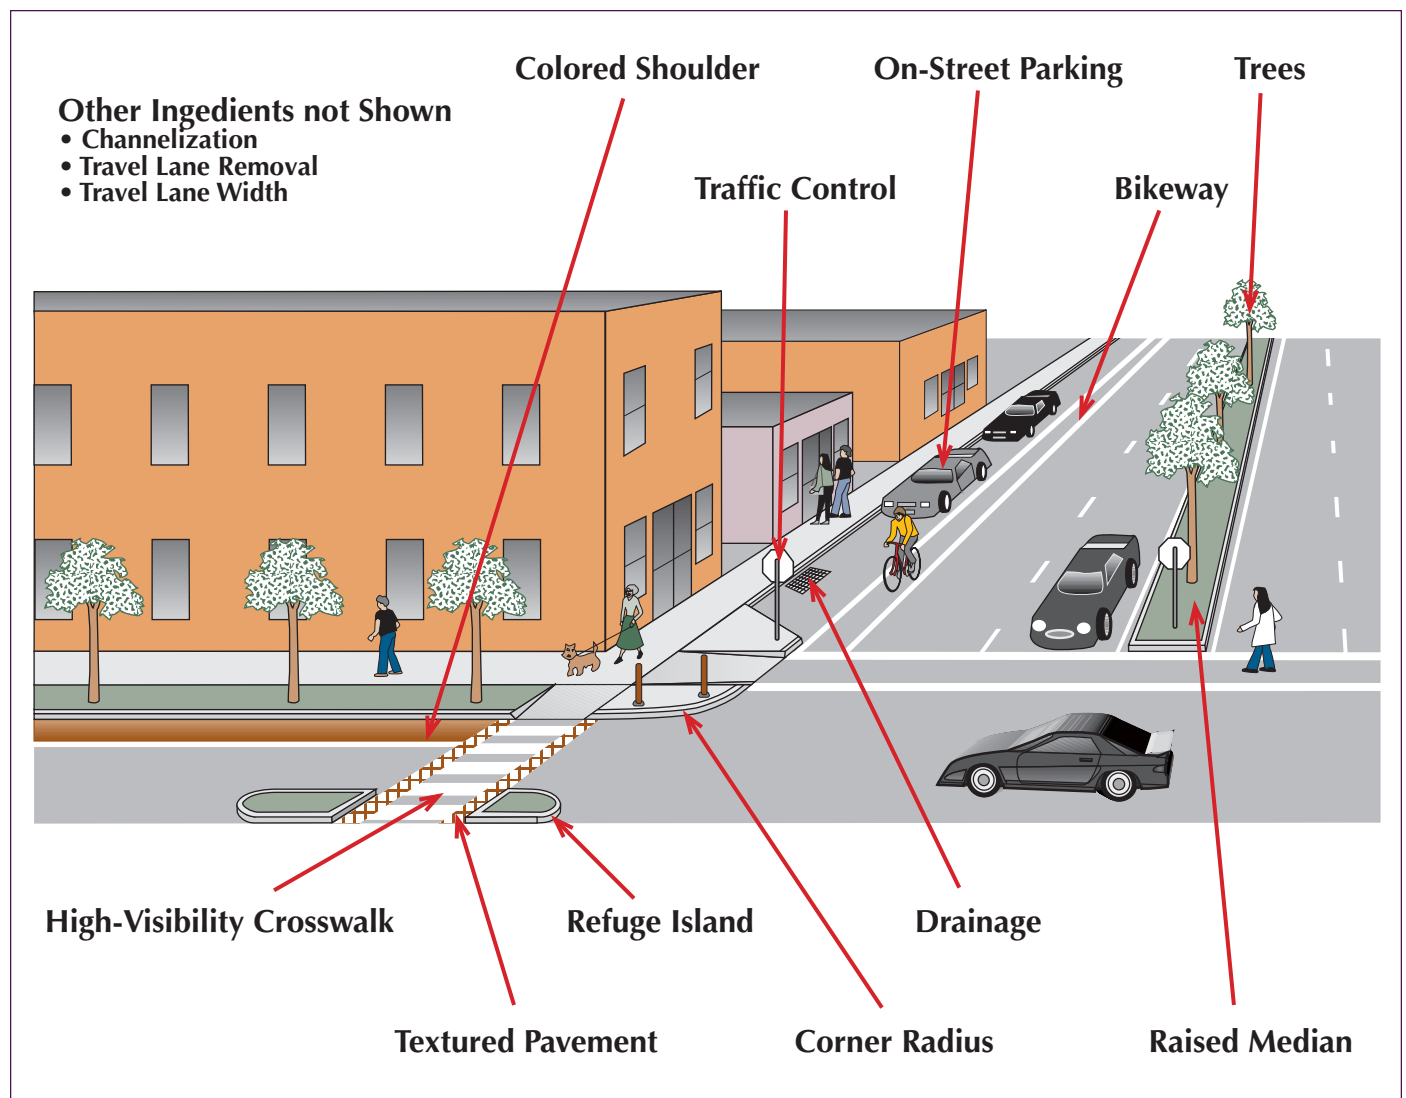 Colored Shoulder
On-Street Parking
Trees
Other Ingedients not Shown
• Channelization
• Travel Lane Removal
• Travel Lane Width
Traffic Control
Bikeway
High-Visibility Crosswalk
Refuge Island
Drainage
Textured Pavement
Corner Radius
Raised Median